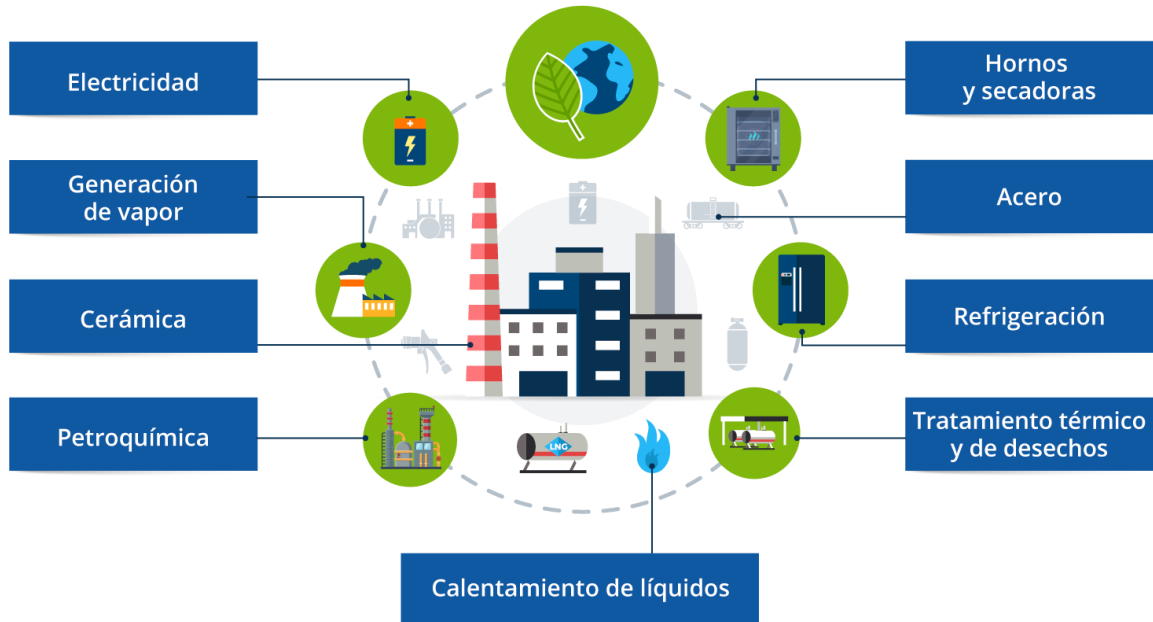 Electricidad
Generación
de vapor
Cerámica
Petroquímica
Hornos
y secadoras
Acero
Refrigeración
Tratamiento térmico
y de desechos
LNG
Calentamiento de líquidos